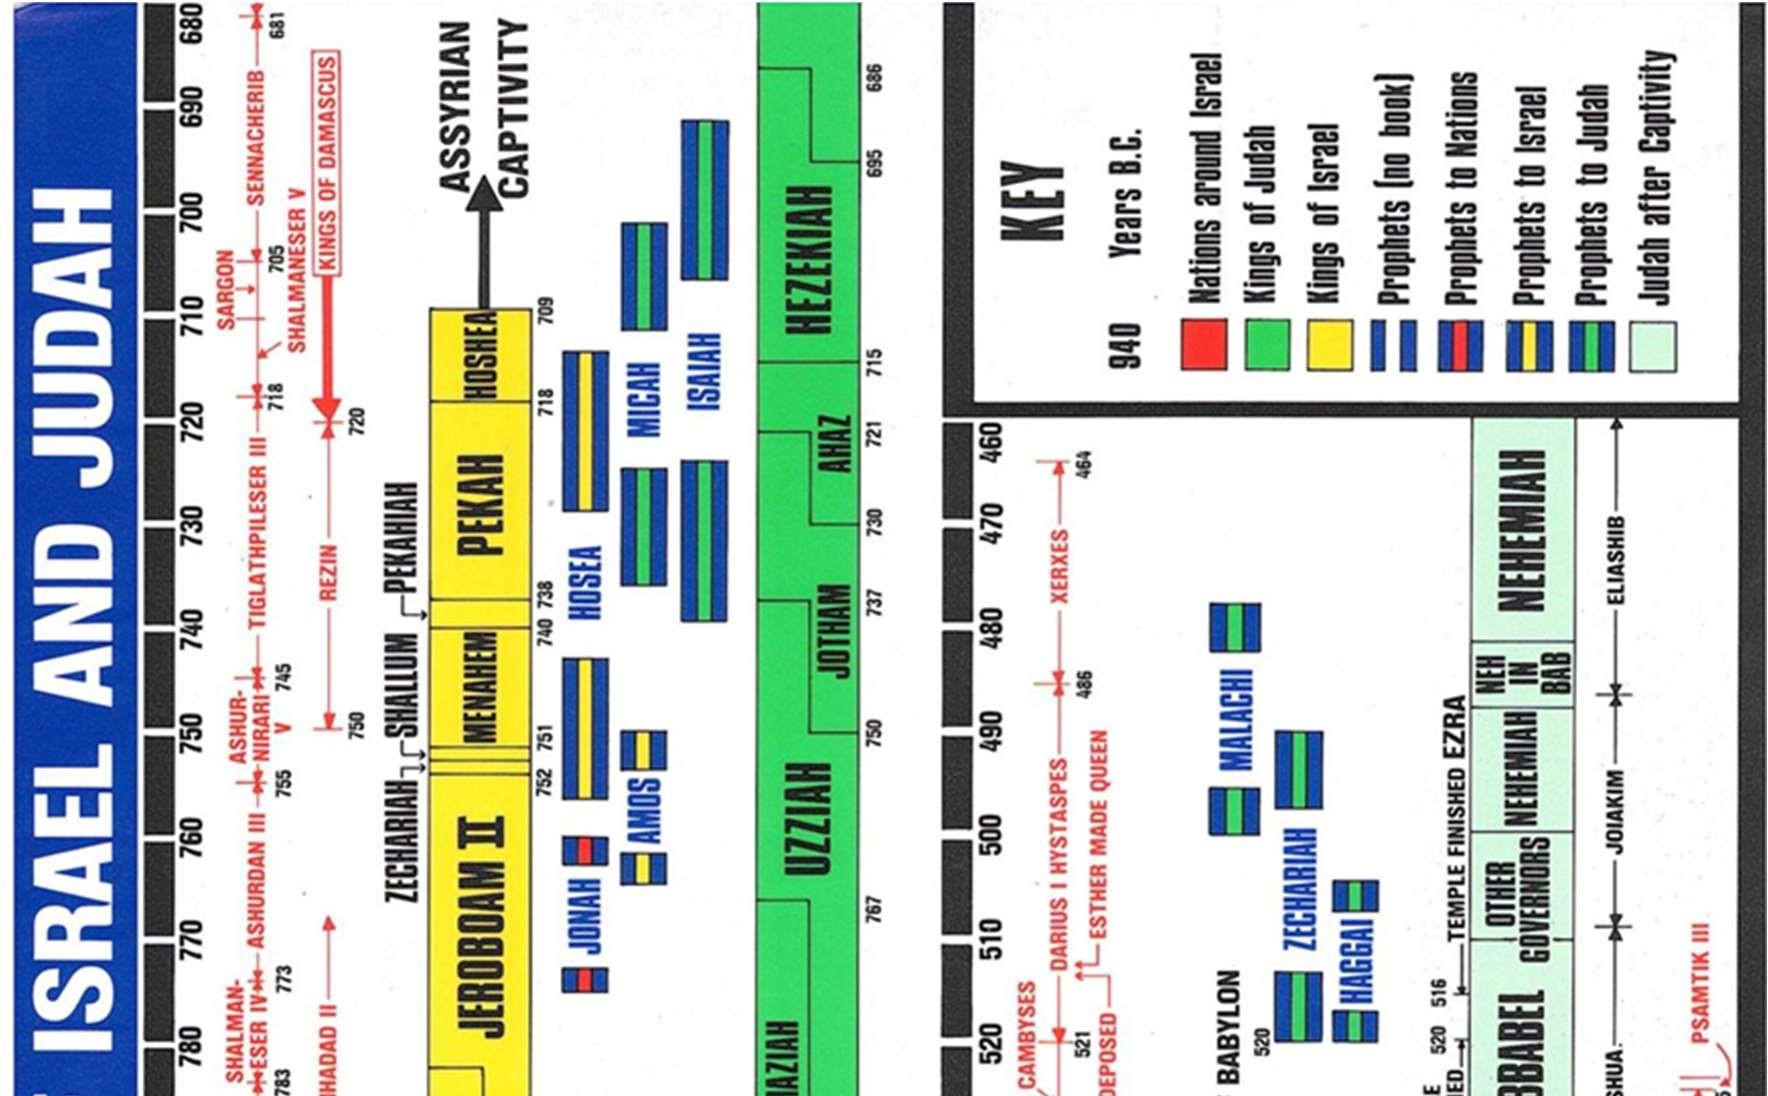 ISRAEL AND JUDAH
780 770 760 750 740 730 720 710 700 690 680
SHALMAN-
ESER IV
783
773
ASHURDAN III
755
ASHUR-
NIRARI
V
745
TIGLATHPILESER III
718
SHALMANESER V
SARGON
705
SENNACHERIB
681
HADAD II
750
REZIN
720
KINGS OF DAMASCUS
ZECHARIAH
SHALLUM
PEKAHIAH
JEROBOAM II
MENAHEM
PEKAH
HOSHEA
752 751 740 738 718 709
ASSYRIAN
CAPTIVITY
JONAH
HOSEA
AMOS
MICAH
ISAIAH
AZIAH
UZZIAH
JOTHAM
AHAZ
HEZEKIAH
767 750 737 730 721 715 695 686
KEY
940 Years B.C.
Nations around Israel
Kings of Judah
Kings of Israel
Prophets (no book)
Prophets to Nations
Prophets to Israel
Prophets to Judah
Judah after Captivity
520 510 500 490 480 470 460
CAMBYSES
DARIUS I HYSTASPES
XERXES
521 486 464
DEPOSED
ESTHER MADE QUEEN
BABYLON
520
MALACHI
ZECHARIAH
HAGGAI
520
516
TEMPLE FINISHED EZRA
BBABEL
OTHER
GOVERNORS
NEHEMIAH
NEH
IN
BAB
NEHEMIAH
SHUA.
JOIAKIM
ELIASHIB
PSAMTIK III